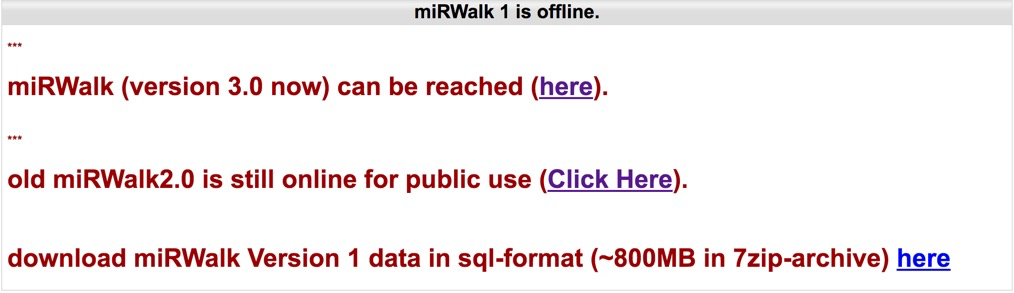 miRWalk 1 is offline.
***
miRWalk (version 3.0 now) can be reached (here).
***
old miRWalk2.0 is still online for public use (Click Here).
download miRWalk Version 1 data in sql-format (~800MB in 7zip-archive) here